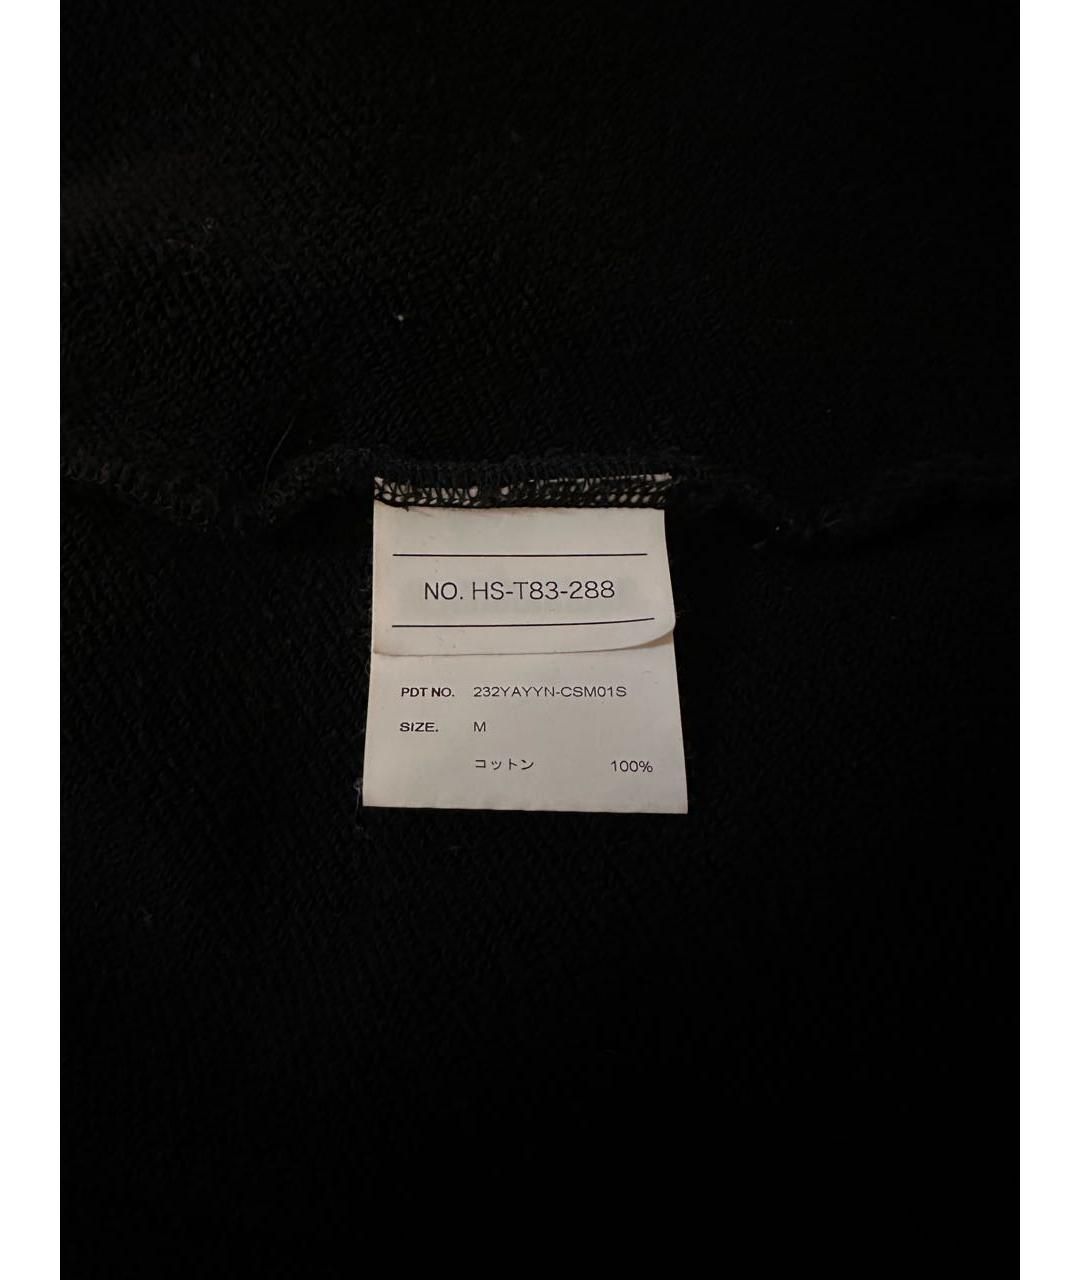 NO. HS-T83-288
PDT NO. 232YAYYN-CSM01S
SIZE. M
コットン 100%